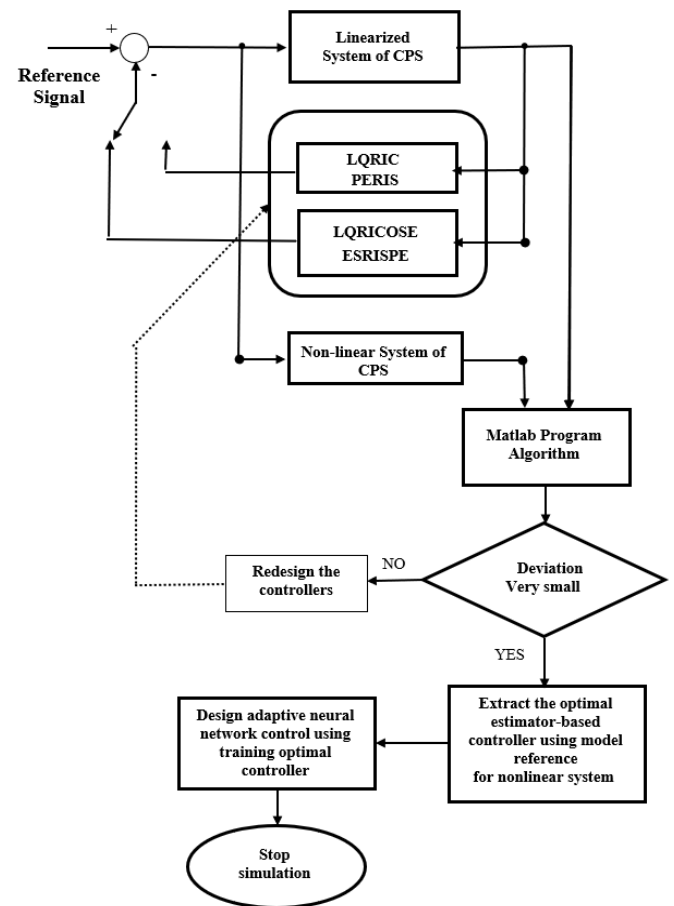 +
Reference
Signal
-
Linearized
System of CPS
LQRIC
PERIS
LQRICOSE
ESRISPE
Non-linear System of
CPS
Matlab Program
Algorithm
Deviation
Very small
NO
Redesign the
controllers
YES
Extract the optimal
estimator-based
controller using model
reference
for nonlinear system
Design adaptive neural
network control using
training optimal
controller
Stop
simulation